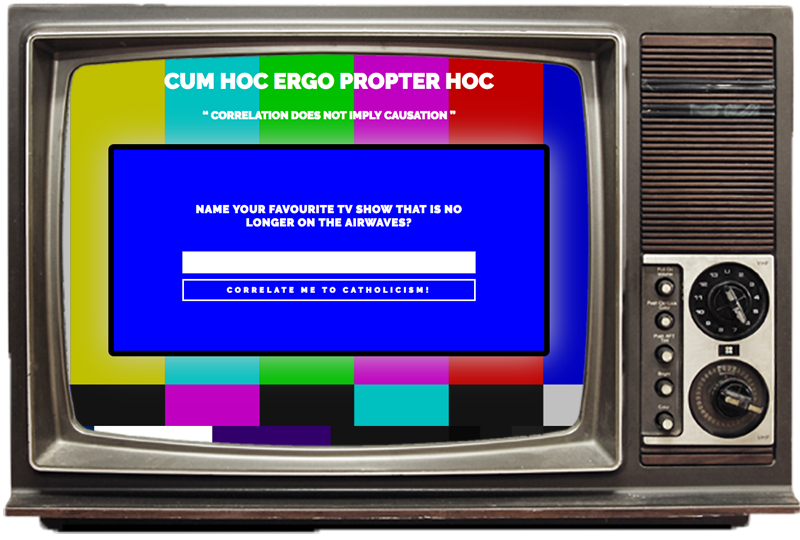 CUM HOC ERGO PROPTER HOC
“ CORRELATION DOES NOT IMPLY CAUSATION ”
NAME YOUR FAVOURITE TV SHOW THAT IS NO
LONGER ON THE AIRWAVES?
CORRELATE ME TO CATHOLICISM!